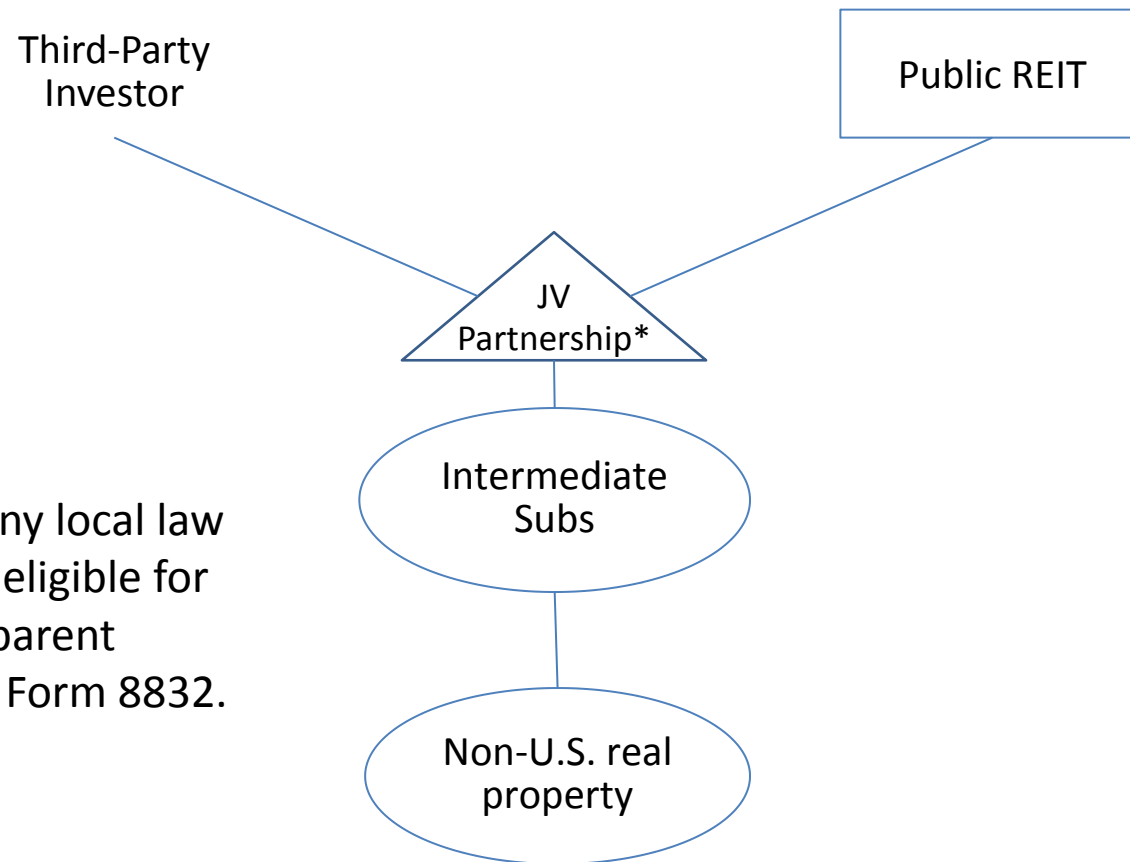 Third-Party
Investor
Public REIT
JV
Partnership*
Intermediate
Subs
ny local law
eligible for
parent
Form 8832.
Non-U.S. real
property